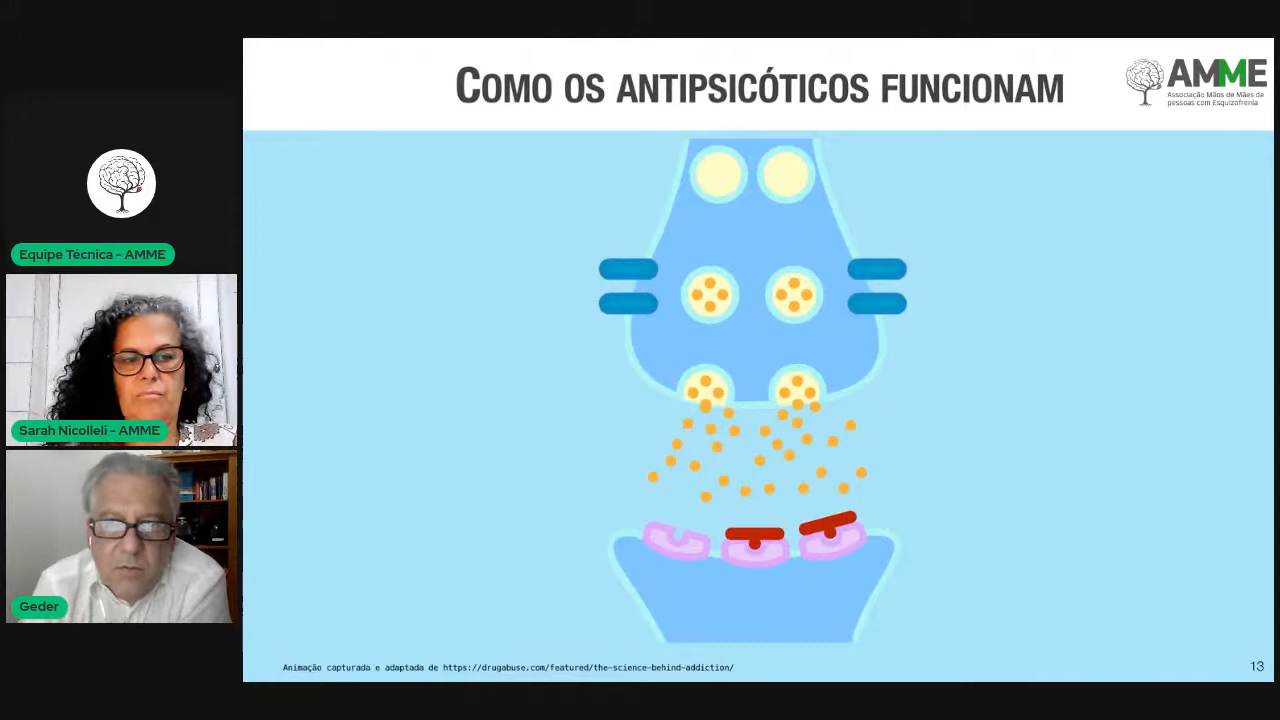 COMO OS ANTIPSICÓTICOS FUNCIONAM
AMME
Associação Mãos de Mães de
pessoas com Esquizofrenia
Equipe Técnica - AMME
Sarah Nicolleli - AMME
Geder
Animação capturada e adaptada de https://drugabuse.com/featured/the-science-behind-addiction/
13